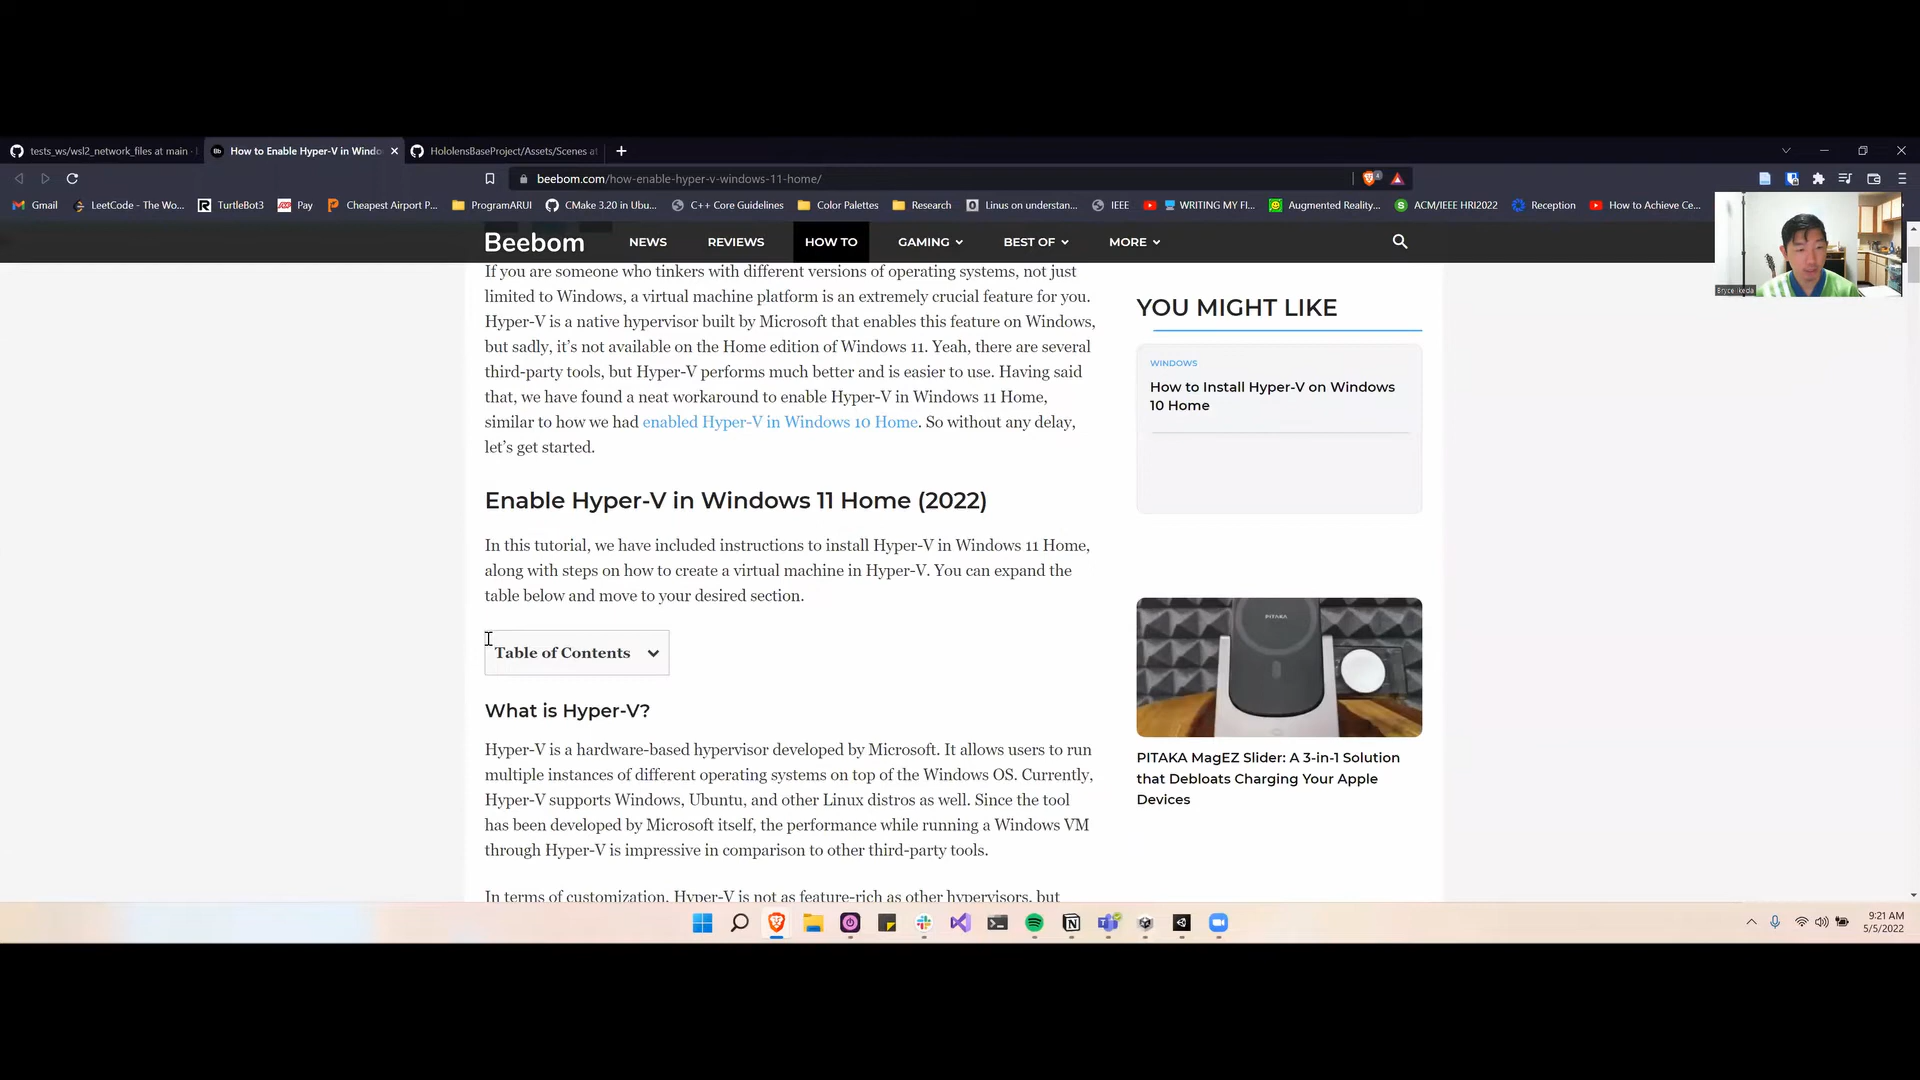 tests_ws/wsl2_network_files at main ·
How to Enable Hyper-V in Windo
HololensBaseProject/Assets/Scenes at
beebom.com/how-enable-hyper-v-windows-11-home/
Gmail
LeetCode - The Wo...
TurtleBot3
Pay
Cheapest Airport P...
ProgramARUI
CMake 3.20 in Ubu...
C++ Core Guidelines
Color Palettes
Research
Linus on understan...
IEEE
WRITING MY FI...
Augmented Reality...
ACM/IEEE HRI2022
Reception
How to Achieve Ce...
Beebom
NEWS
REVIEWS
HOW TO
GAMING
BEST OF
MORE
Bryce Ikeda
If you are someone who tinkers with different versions of operating systems, not just
limited to Windows, a virtual machine platform is an extremely crucial feature for you.
Hyper-V is a native hypervisor built by Microsoft that enables this feature on Windows,
but sadly, it's not available on the Home edition of Windows 11. Yeah, there are several
third-party tools, but Hyper-V performs much better and is easier to use. Having said
that, we have found a neat workaround to enable Hyper-V in Windows 11 Home,
similar to how we had enabled Hyper-V in Windows 10 Home. So without any delay,
let's get started.
Enable Hyper-V in Windows 11 Home (2022)
In this tutorial, we have included instructions to install Hyper-V in Windows 11 Home,
along with steps on how to create a virtual machine in Hyper-V. You can expand the
table below and move to your desired section.
Table of Contents
What is Hyper-V?
Hyper-V is a hardware-based hypervisor developed by Microsoft. It allows users to run
multiple instances of different operating systems on top of the Windows OS. Currently,
Hyper-V supports Windows, Ubuntu, and other Linux distros as well. Since the tool
has been developed by Microsoft itself, the performance while running a Windows VM
through Hyper-V is impressive in comparison to other third-party tools.
In terms of customization, Hyper-V is not as feature-rich as other hypervisors, but
YOU MIGHT LIKE
WINDOWS
How to Install Hyper-V on Windows
10 Home
PITAKA
PITAKA MagEZ Slider: A 3-in-1 Solution
that Debloats Charging Your Apple
Devices
9:21 AM
5/5/2022